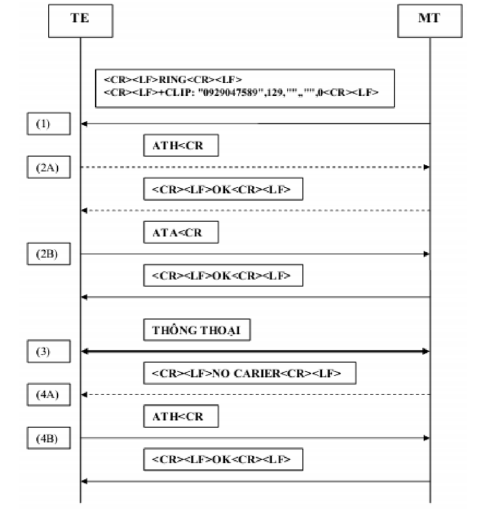 TE
MT
<CR><LF>RING<CR><LF>
<CR><LF>+CLIP: "0929047589",129,"",,"",0<CR><LF>
(1)
ATH<CR
(2A)
<CR><LF>OK<CR><LF>
ATA<CR
(2B)
<CR><LF>OK<CR><LF>
THÔNG THOẠI
(3)
<CR><LF>NO CARIER<CR><LF>
(4A)
ATH<CR
(4B)
<CR><LF>OK<CR><LF>